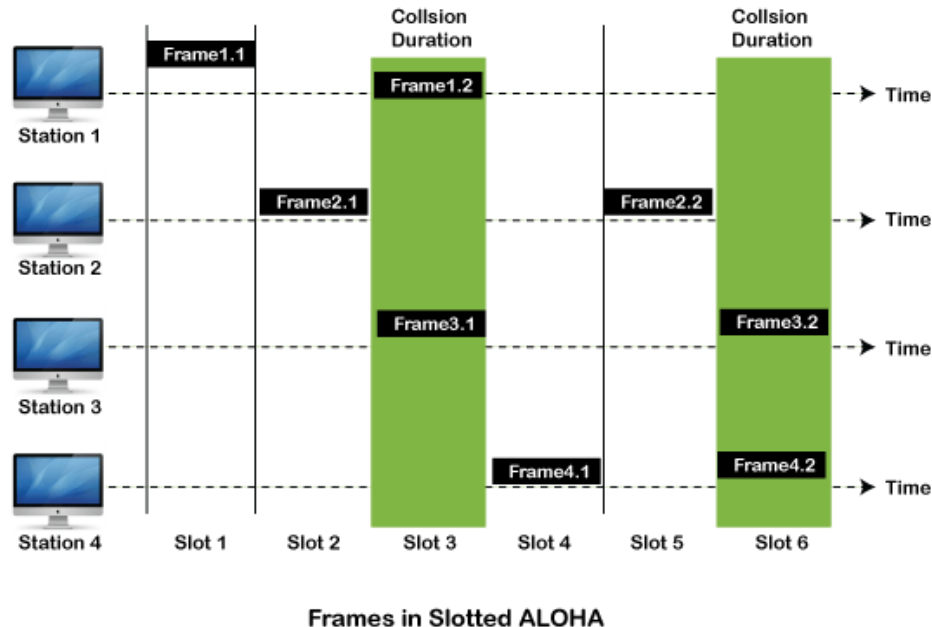 Collsion
Duration
Collsion
Duration
Frame1.1
Frame1.2
Time
Station 1
Frame2.1
Frame2.2
Time
Station 2
Frame3.1
Frame3.2
Time
Station 3
Frame4.1
Frame4.2
Time
Station 4
Slot 1
Slot 2
Slot 3
Slot 4
Slot 5
Slot 6
Frames in Slotted ALOHA